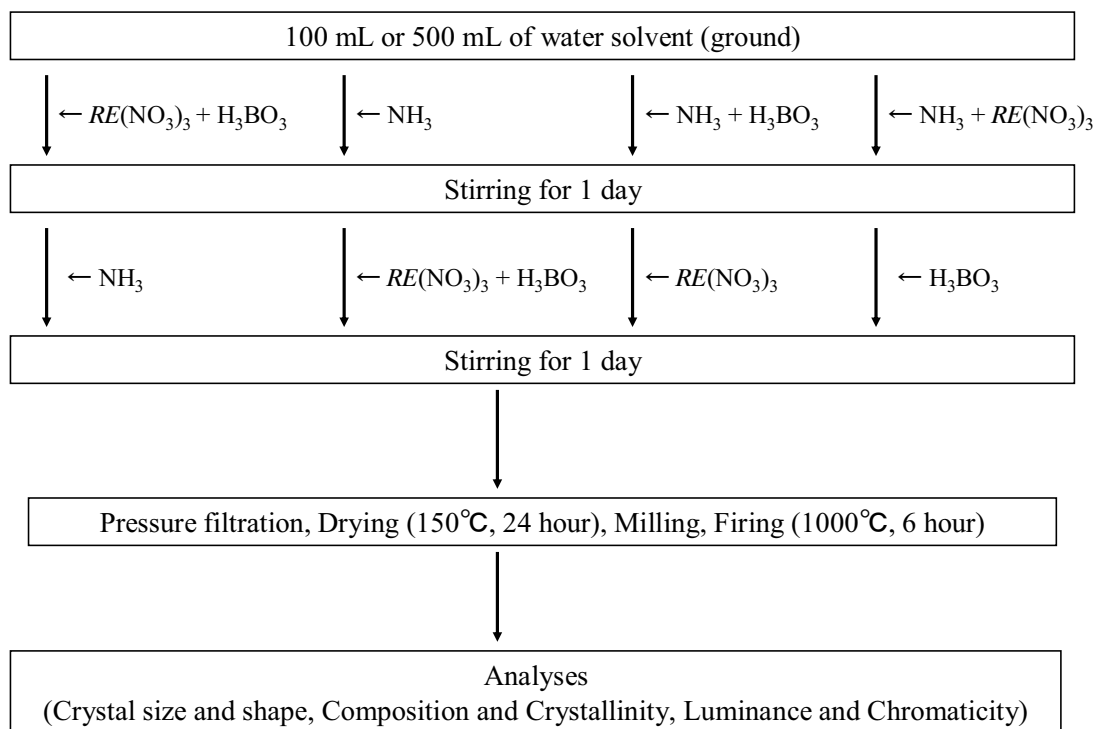 100 mL or 500 mL of water solvent (ground)
← RE(NO₃)₃ + H₃BO₃ ← NH₃ ← NH₃ + H₃BO₃ ← NH₃ + RE(NO₃)₃
Stirring for 1 day
← NH₃ ← RE(NO₃)₃ + H₃BO₃ ← RE(NO₃)₃ ← H₃BO₃
Stirring for 1 day
Pressure filtration, Drying (150℃, 24 hour), Milling, Firing (1000℃, 6 hour)
Analyses
(Crystal size and shape, Composition and Crystallinity, Luminance and Chromaticity)